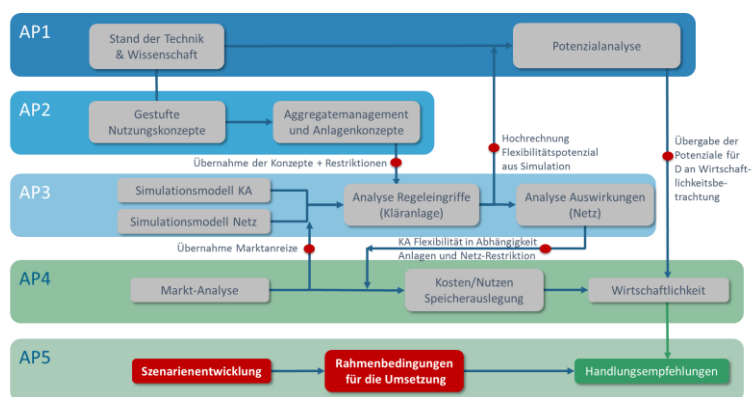 AP1
Stand der Technik
& Wissenschaft
Potenzialanalyse
AP2
Gestufte
Nutzungskonzepte
Aggregatemanagement
und Anlagenkonzepte
Hochrechnung
Flexibilitätspotenzial
aus Simulation
Übergabe der
Potenziale für
D an Wirtschaft-
lichkeitsbe-
trachtung
Übernahme der Konzepte + Restriktionen
AP3
Simulationsmodell KA
Simulationsmodell Netz
Analyse Regeleingriffe
(Kläranlage)
Analyse Auswirkungen
(Netz)
Übernahme Marktanreize
KA Flexibilität in Abhängigkeit
Anlagen und Netz-Restriktion
AP4
Markt-Analyse
Kosten/Nutzen
Speicherauslegung
Wirtschaftlichkeit
AP5
Szenarienentwicklung
Rahmenbedingungen
für die Umsetzung
Handlungsempfehlungen